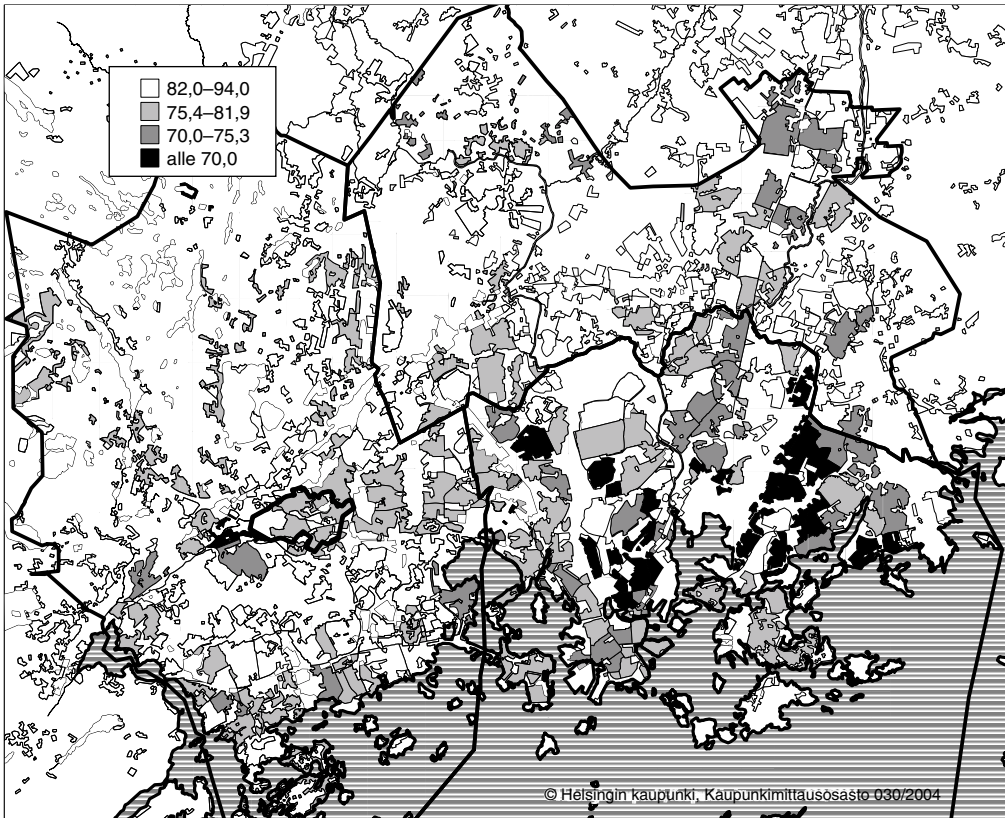 82,0–94,0
75,4–81,9
70,0–75,3
alle 70,0
© Helsingin kaupunki, Kaupunkimittausosasto 030/2004